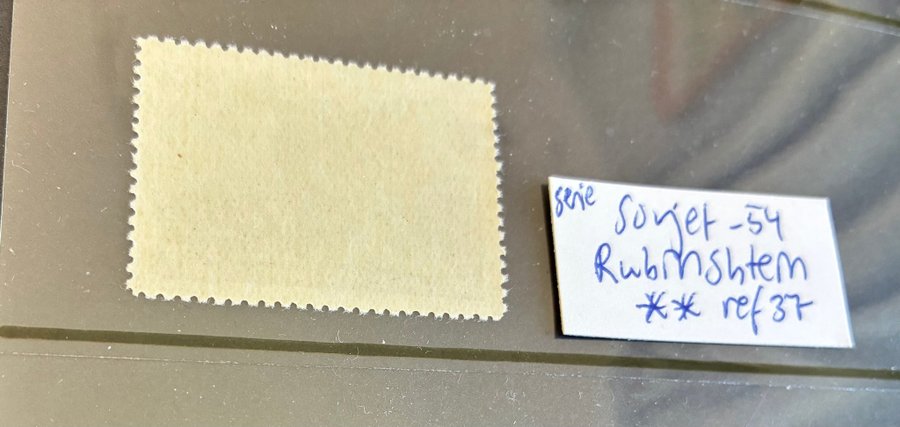 serie
Sovjet -54
Rubinshtein
** ref 37